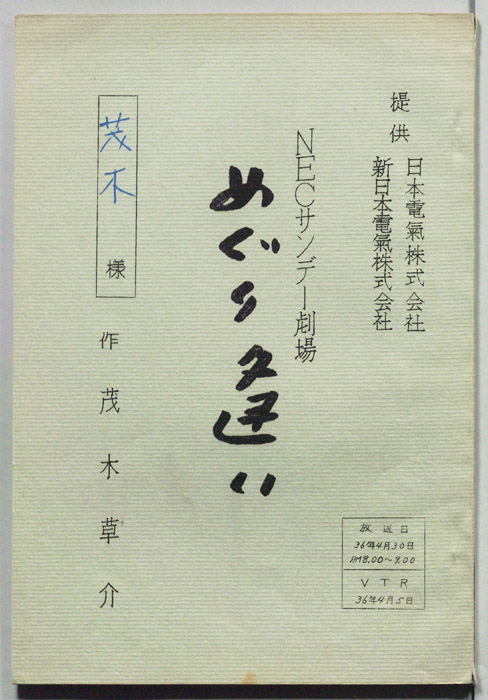 提供
日本電氣株式会社
新日本電氣株式会社
NECサンデー劇場
めぐり逢い
茂木様
作 茂木草介
放送日
36年4月30日
PM8.00〜9.00
VTR
36年4月5日